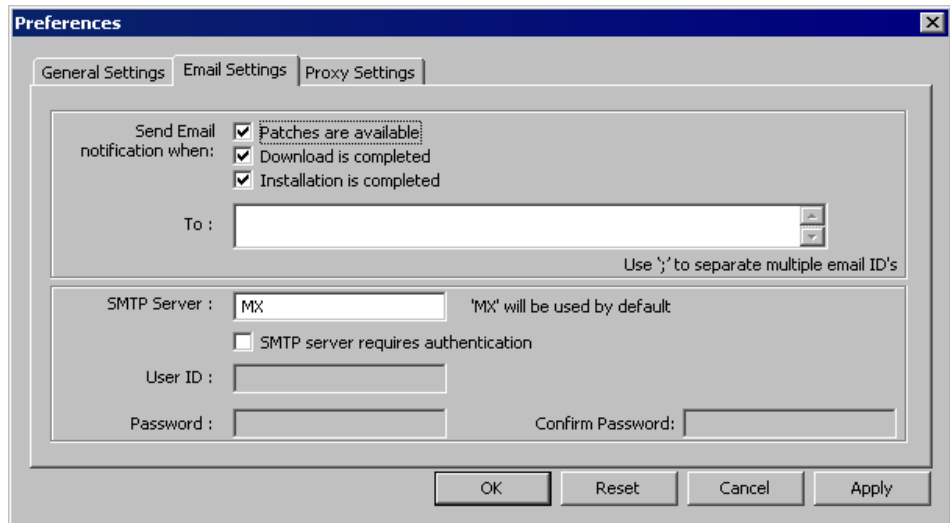 Preferences
General Settings Email Settings Proxy Settings
Send Email notification when:
Patches are available
Download is completed
Installation is completed
To :
Use ';' to separate multiple email ID's
SMTP Server : MX 'MX' will be used by default
SMTP server requires authentication
User ID :
Password : Confirm Password:
OK Reset Cancel Apply